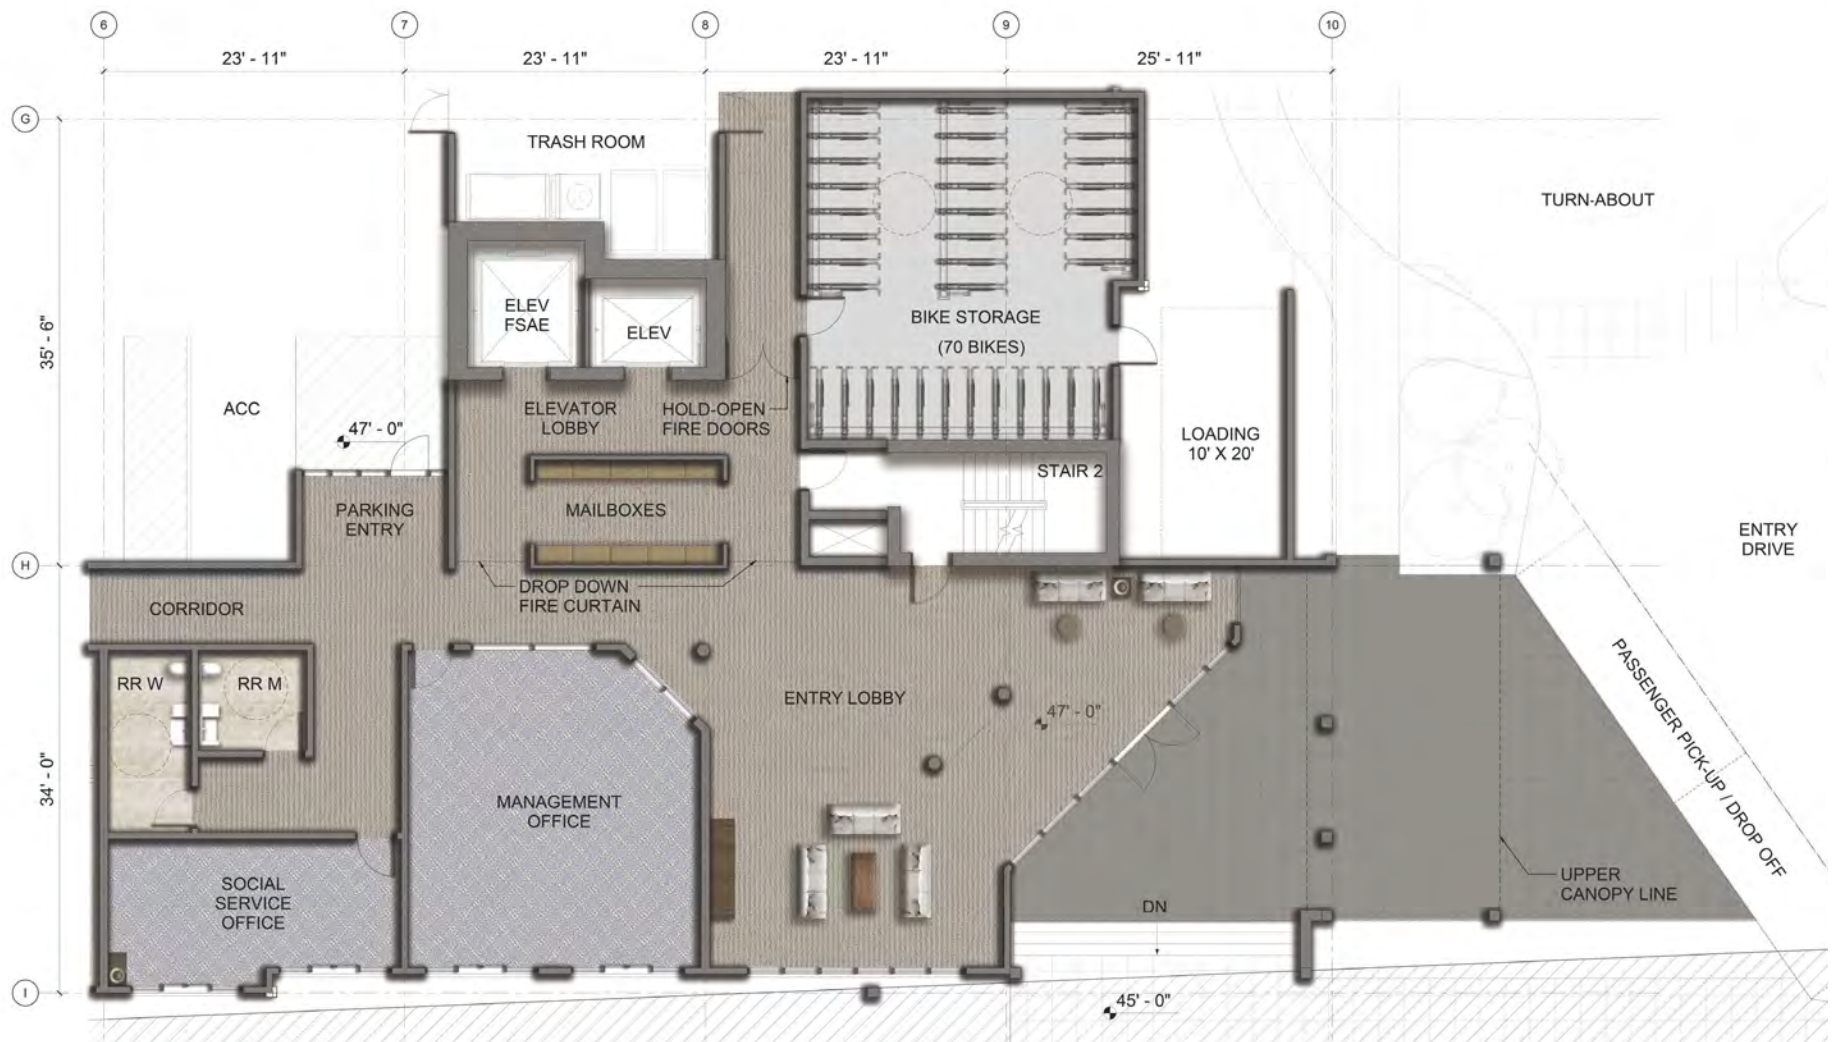 6
7
8
9
10
23' - 11"
23' - 11"
23' - 11"
25' - 11"
G
TRASH ROOM
TURN-ABOUT
ELEV
FSAE
ELEV
BIKE STORAGE
(70 BIKES)
35' - 6"
ACC
47' - 0"
ELEVATOR
LOBBY
HOLD-OPEN
FIRE DOORS
LOADING
10' X 20'
STAIR 2
PARKING
ENTRY
MAILBOXES
ENTRY
DRIVE
H
DROP DOWN
FIRE CURTAIN
CORRIDOR
RR W
RR M
ENTRY LOBBY
47' - 0"
PASSENGER PICK-UP / DROP OFF
34' - 0"
MANAGEMENT
OFFICE
SOCIAL
SERVICE
OFFICE
UPPER
CANOPY LINE
DN
I
45' - 0"